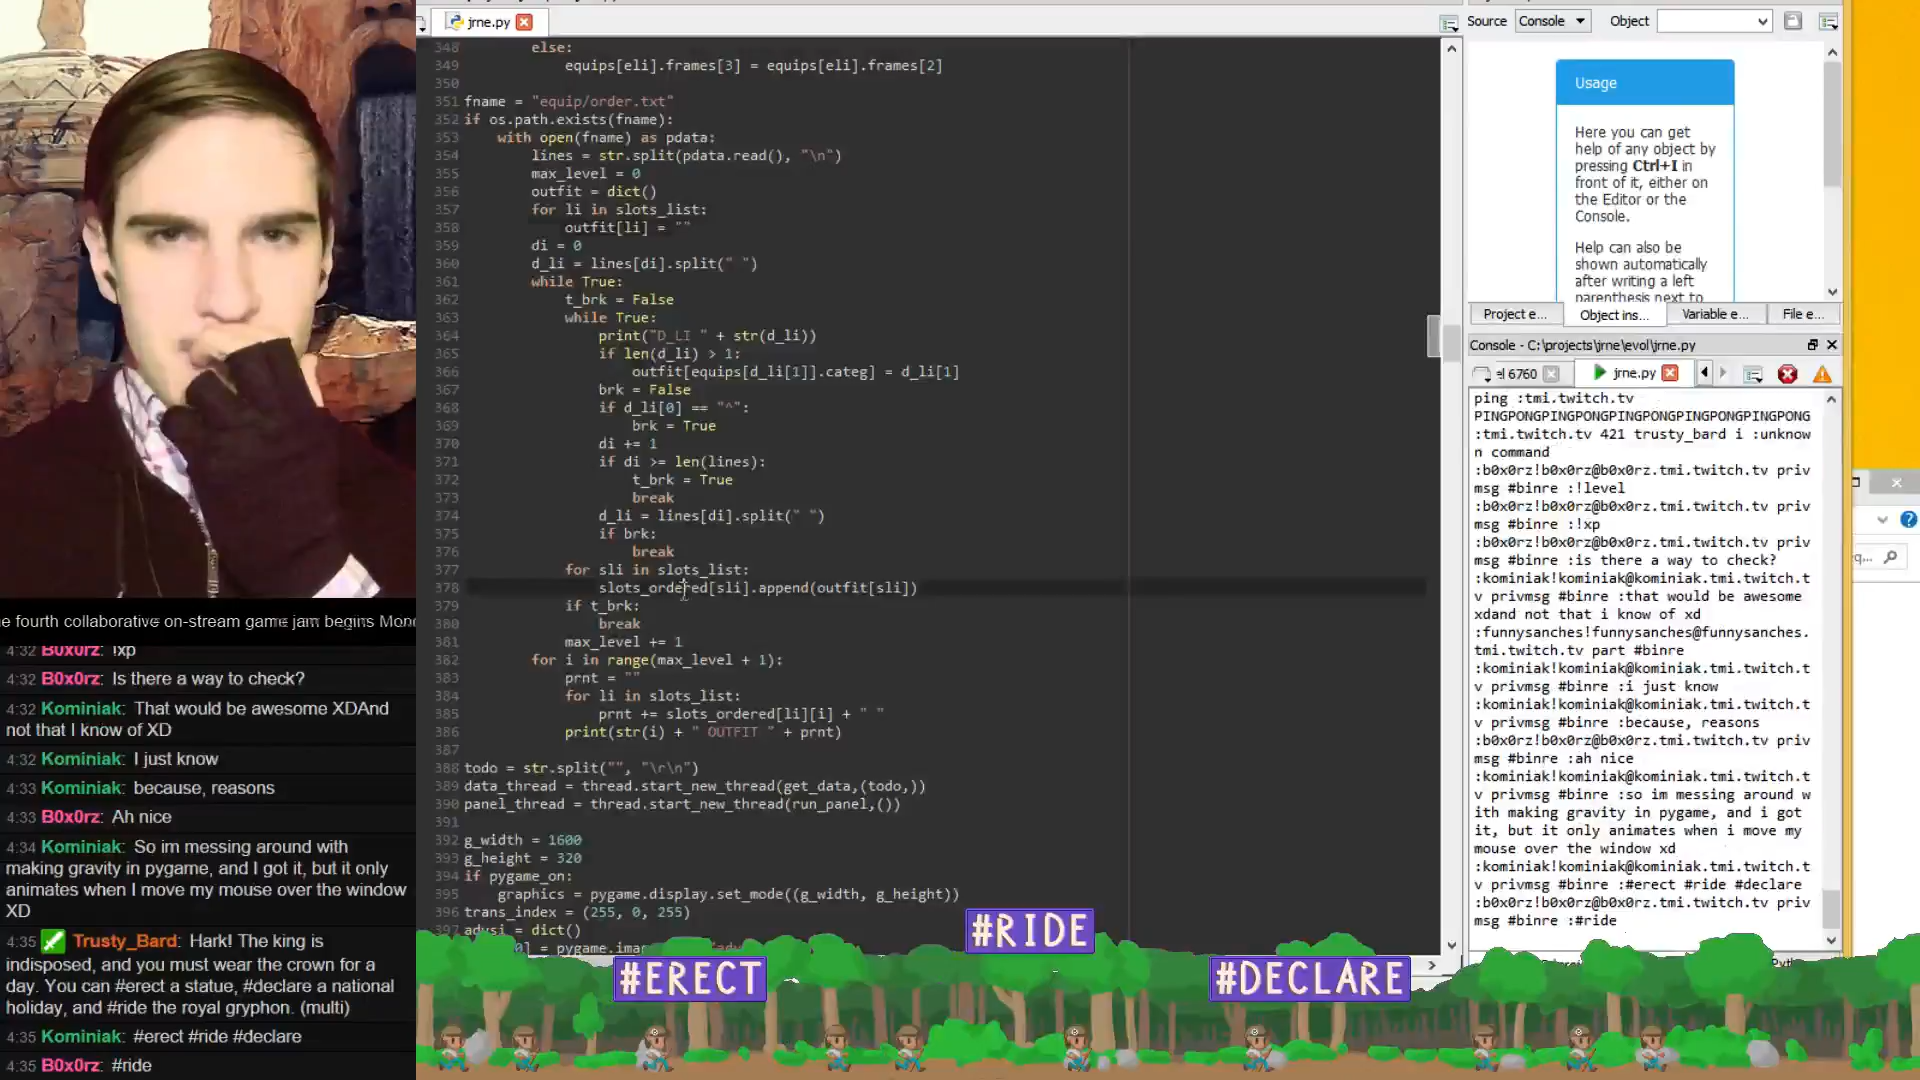 jrne.py
348 else:
349 equips[eli].frames[3] = equips[eli].frames[2]
350
351 fname = "equip/order.txt"
352 if os.path.exists(fname):
353 with open(fname) as pdata:
354 lines = str.split(pdata.read(), "\n")
355 max_level = 0
356 outfit = dict()
357 for li in slots_list:
358 outfit[li] = ""
359 di = 0
360 d_li = lines[di].split(" ")
361 while True:
362 t_brk = False
363 while True:
364 print("D_LI " + str(d_li))
365 if len(d_li) > 1:
366 outfit[equips[d_li[1]].categ] = d_li[1]
367 brk = False
368 if d_li[0] == "^":
369 brk = True
370 di += 1
371 if di >= len(lines):
372 t_brk = True
373 break
374 d_li = lines[di].split(" ")
375 if brk:
376 break
377 for sli in slots_list:
378 slots_ordered[sli].append(outfit[sli])
379 if t_brk:
380 break
381 max_level += 1
382 for i in range(max_level + 1):
383 prnt = ""
384 for li in slots_list:
385 prnt += slots_ordered[li][i] + " "
386 print(str(i) + " OUTFIT " + prnt)
387
388 todo = str.split("", "\r\n")
389 data_thread = thread.start_new_thread(get_data,(todo,))
390 panel_thread = thread.start_new_thread(run_panel,())
391
392 g_width = 1600
393 g_height = 320
394 if pygame_on:
395 graphics = pygame.display.set_mode((g_width, g_height))
396 trans_index = (255, 0, 255)
397 advsi = dict()
Source Console Object
Usage
Here you can get
help of any object by
pressing Ctrl+I in
front of it, either on
the Editor or the
Console.
Help can also be
shown automatically
after writing a left
parenthesis next to
Project e... Object ins... Variable e... File e...
Console - C:\projects\jrne\evol\jrne.py
el 6760 jrne.py
ping :tmi.twitch.tv
PINGPONGPINGPONGPINGPONGPINGPONGPINGPONG
:tmi.twitch.tv 421 trusty_bard i :unknow
n command
:b0x0rz!b0x0rz@b0x0rz.tmi.twitch.tv priv
msg #binre :!level
:b0x0rz!b0x0rz@b0x0rz.tmi.twitch.tv priv
msg #binre :!xp
:b0x0rz!b0x0rz@b0x0rz.tmi.twitch.tv priv
msg #binre :is there a way to check?
:kominiak!kominiak@kominiak.tmi.twitch.t
v privmsg #binre :that would be awesome
xdand not that i know of xd
:funnysanches!funnysanches@funnysanches.
tmi.twitch.tv part #binre
:kominiak!kominiak@kominiak.tmi.twitch.t
v privmsg #binre :i just know
:kominiak!kominiak@kominiak.tmi.twitch.t
v privmsg #binre :because, reasons
:b0x0rz!b0x0rz@b0x0rz.tmi.twitch.tv priv
msg #binre :ah nice
:kominiak!kominiak@kominiak.tmi.twitch.t
v privmsg #binre :so im messing around w
ith making gravity in pygame, and i got
it, but it only animates when i move my
mouse over the window xd
:kominiak!kominiak@kominiak.tmi.twitch.t
v privmsg #binre :#erect #ride #declare
:b0x0rz!b0x0rz@b0x0rz.tmi.twitch.tv priv
msg #binre :#ride
e fourth collaborative on-stream game jam begins Mon
4:32 B0x0rz: !xp
4:32 B0x0rz: Is there a way to check?
4:32 Kominiak: That would be awesome XDAnd
not that I know of XD
4:32 Kominiak: I just know
4:33 Kominiak: because, reasons
4:33 B0x0rz: Ah nice
4:34 Kominiak: So im messing around with
making gravity in pygame, and I got it, but it only
animates when I move my mouse over the window
XD
4:35 Trusty_Bard: Hark! The king is
indisposed, and you must wear the crown for a
day. You can #erect a statue, #declare a national
holiday, and #ride the royal gryphon. (multi)
4:35 Kominiak: #erect #ride #declare
4:35 B0x0rz: #ride
#RIDE
#ERECT
#DECLARE